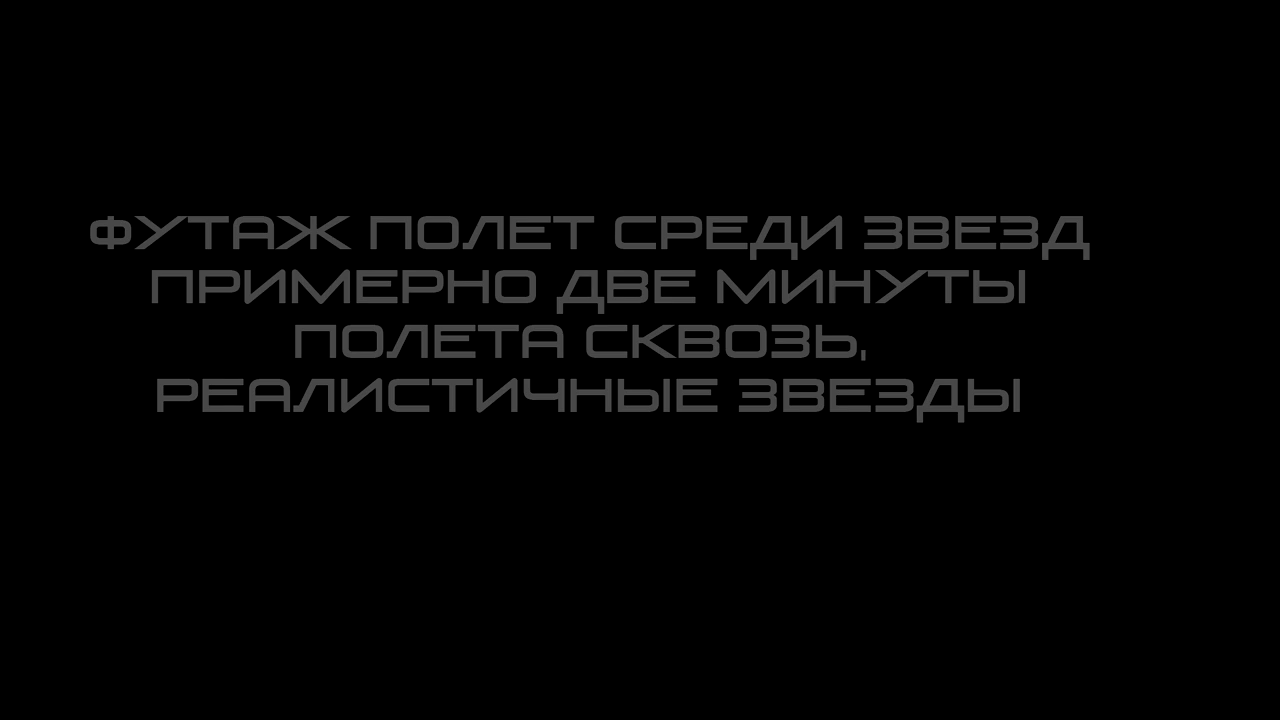 ФУТАЖ ПОЛЕТ СРЕДИ ЗВЕЗД
ПРИМЕРНО ДВЕ МИНУТЫ
ПОЛЕТА СКВОЗЬ,
РЕАЛИСТИЧНЫЕ ЗВЕЗДЫ